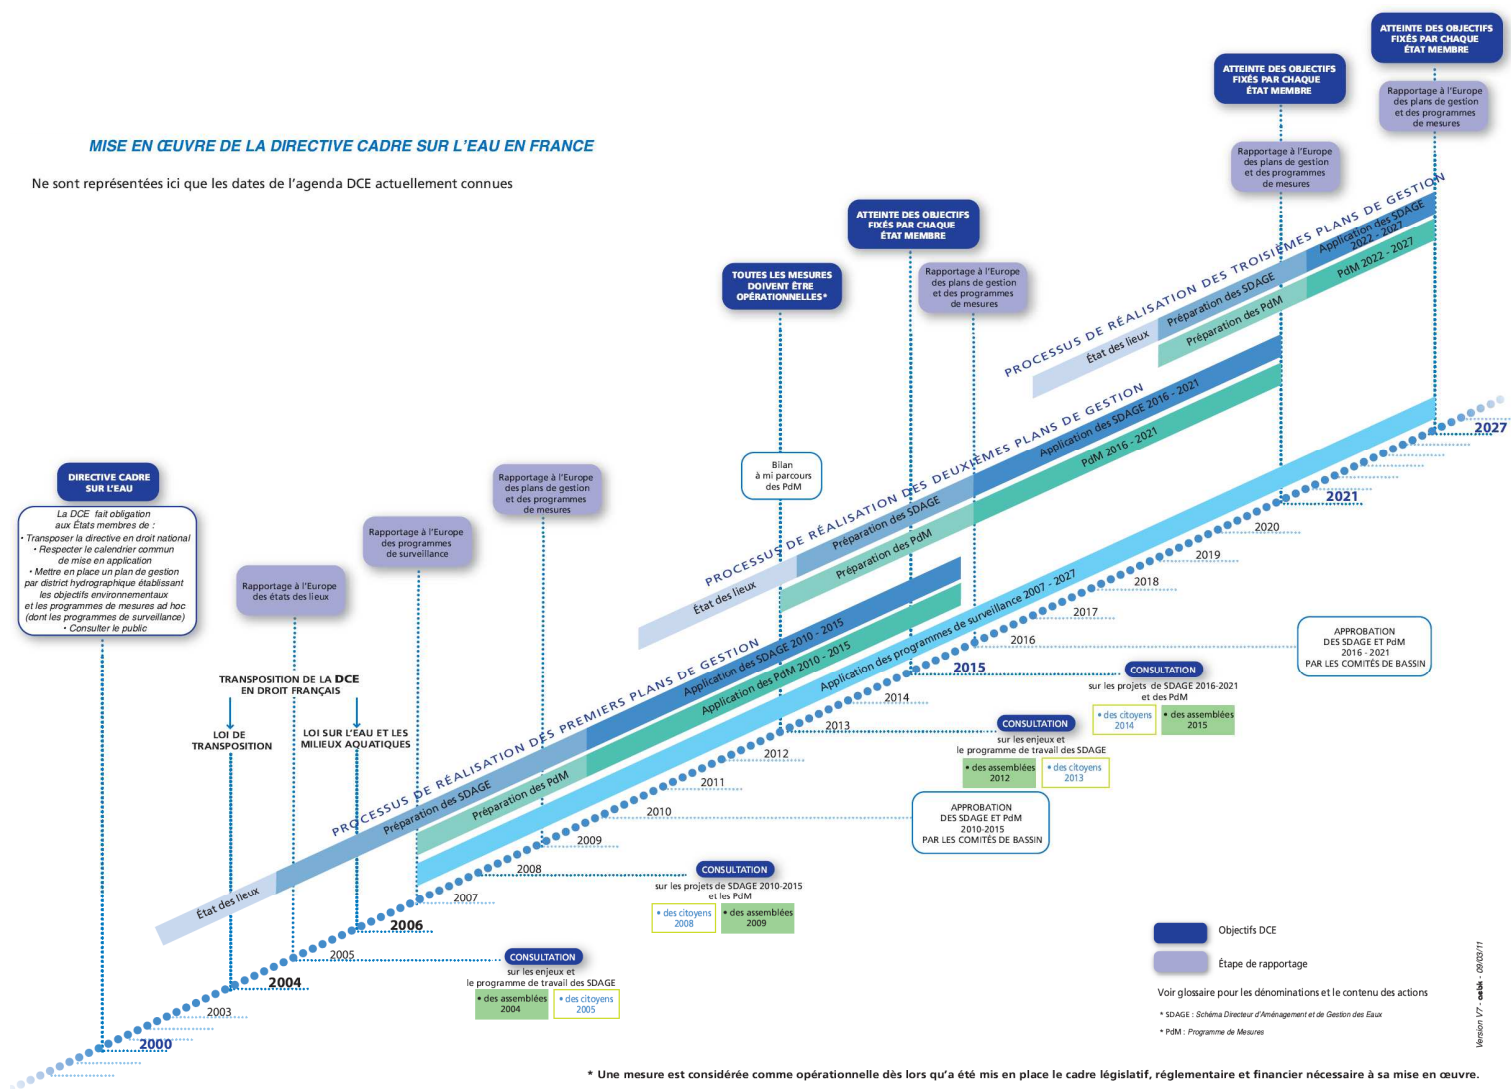 MISE EN ŒUVRE DE LA DIRECTIVE CADRE SUR L'EAU EN FRANCE
Ne sont représentées ici que les dates de l'agenda DCE actuellement connues
DIRECTIVE CADRE
SUR L'EAU
La DCE fait obligation
aux États membres de :
• Transposer la directive en droit national
• Respecter le calendrier commun
de mise en application
• Mettre en place un plan de gestion
par district hydrographique établissant
les objectifs environnementaux
et les programmes de mesures ad hoc
(dont les programmes de surveillance)
• Consulter le public
TRANSPOSITION DE LA DCE
EN DROIT FRANÇAIS
LOI DE
TRANSPOSITION
LOI SUR L'EAU ET LES
MILIEUX AQUATIQUES
Rapportage à l'Europe
des états des lieux
Rapportage à l'Europe
des programmes
de surveillance
Rapportage à l'Europe
des plans de gestion
et des programmes
de mesures
TOUTES LES MESURES
DOIVENT ÊTRE
OPÉRATIONNELLES*
Bilan
à mi parcours
des PdM
ATTEINTE DES OBJECTIFS
FIXÉS PAR CHAQUE
ÉTAT MEMBRE
Rapportage à l'Europe
des plans de gestion
et des programmes
de mesures
ATTEINTE DES OBJECTIFS
FIXÉS PAR CHAQUE
ÉTAT MEMBRE
Rapportage à l'Europe
des plans de gestion
et des programmes
de mesures
ATTEINTE DES OBJECTIFS
FIXÉS PAR CHAQUE
ÉTAT MEMBRE
Rapportage à l'Europe
des plans de gestion
et des programmes
de mesures
PROCESSUS DE RÉALISATION DES PREMIERS PLANS DE GESTION
État des lieux
Préparation des SDAGE
Application des SDAGE 2010 - 2015
Préparation des PdM
Application des PdM 2010 - 2015
Application des programmes de surveillance 2007 - 2027
PROCESSUS DE RÉALISATION DES DEUXIÈMES PLANS DE GESTION
État des lieux
Préparation des SDAGE
Application des SDAGE 2016 - 2021
Préparation des PdM
PdM 2016 - 2021
PROCESSUS DE RÉALISATION DES TROISIÈMES PLANS DE GESTION
État des lieux
Préparation des SDAGE
Application des SDAGE
2022 - 2027
Préparation des PdM
PdM 2022 - 2027
2000
2003
2004
2005
2006
2007
2008
2009
2010
2011
2012
2013
2014
2015
2016
2017
2018
2019
2020
2021
2027
CONSULTATION
sur les enjeux et
le programme de travail des SDAGE
• des assemblées
2004
• des citoyens
2005
CONSULTATION
sur les projets de SDAGE 2010-2015
et les PdM
• des citoyens
2008
• des assemblées
2009
APPROBATION
DES SDAGE ET PdM
2010-2015
PAR LES COMITÉS DE BASSIN
CONSULTATION
sur les enjeux et
le programme de travail des SDAGE
• des assemblées
2012
• des citoyens
2013
CONSULTATION
sur les projets de SDAGE 2016-2021
et des PdM
• des citoyens
2014
• des assemblées
2015
APPROBATION
DES SDAGE ET PdM
2016 - 2021
PAR LES COMITÉS DE BASSIN
Objectifs DCE
Étape de rapportage
Voir glossaire pour les dénominations et le contenu des actions
* SDAGE : Schéma Directeur d'Aménagement et de Gestion des Eaux
* PdM : Programme de Mesures
Version V7 - - 09/03/11
* Une mesure est considérée comme opérationnelle dès lors qu'a été mis en place le cadre législatif, réglementaire et financier nécessaire à sa mise en œuvre.